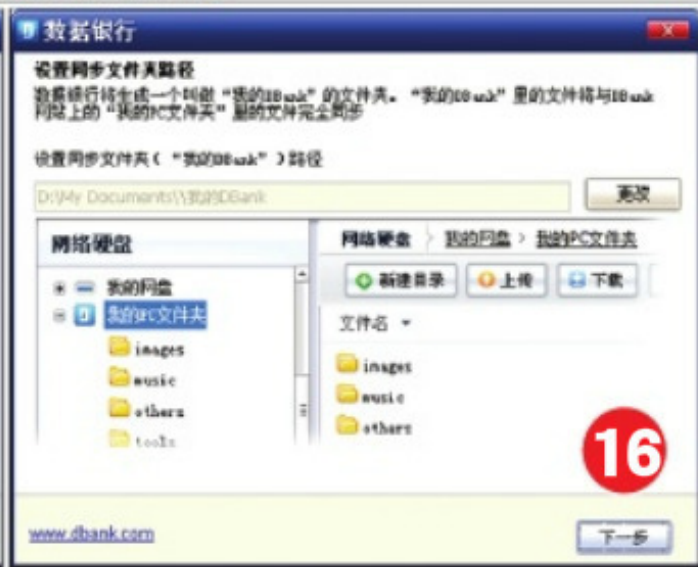 数据银行
设置同步文件夹路径
数据银行将生成一个叫做“我的DBank”的文件夹。“我的DBank”里的文件将与DBank
网站上的“我的PC文件夹”里的文件完全同步
设置同步文件夹(“我的DBank”)路径
D:\My Documents\\我的DBank
更改
网络硬盘
我的网盘
我的PC文件夹
images
music
others
tools
网络硬盘 > 我的网盘 > 我的PC文件夹
新建目录 上传 下载
文件名
images
music
others
16
www.dbank.com
下一步